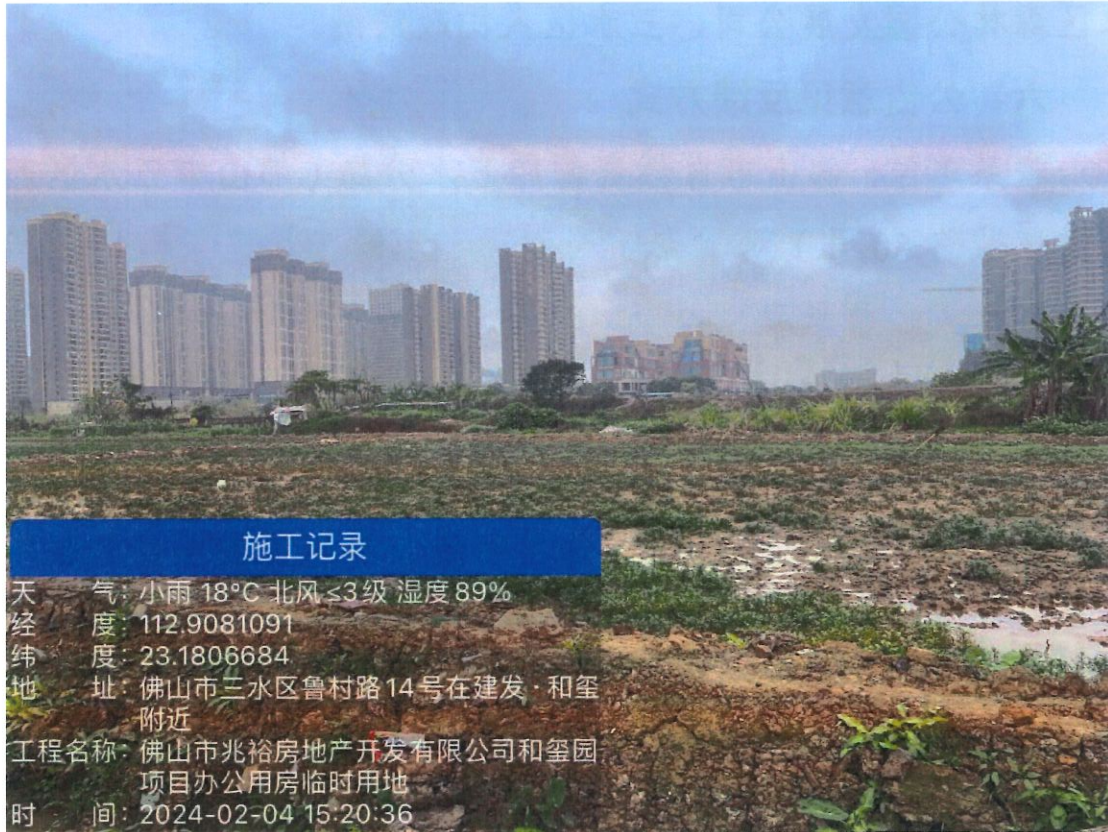 施工记录
天 气：小雨 18°C 北风≤3级 湿度89%
经 度：112.9081091
纬 度：23.1806684
地 址：佛山市三水区鲁村路14号在建发·和玺
附近
工程名称：佛山市兆裕房地产开发有限公司和玺园
项目办公用房临时用地
时 间：2024-02-04 15:20:36